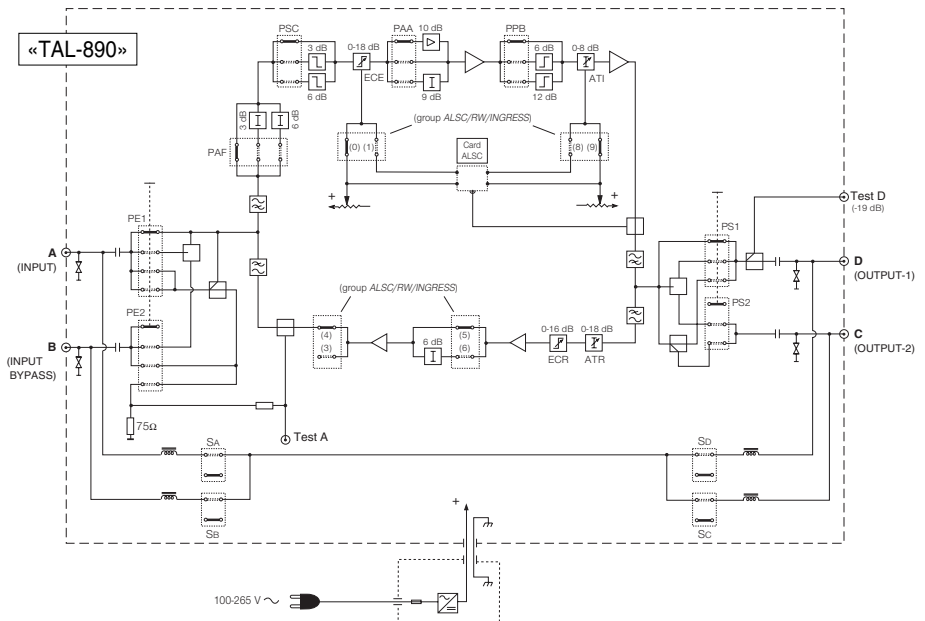 «TAL-890»
PSC
3 dB
6 dB
0-18 dB
ECE
PAA
10 dB
9 dB
PPB
6 dB
12 dB
0-8 dB
ATI
3 dB
6 dB
PAF
(group ALSC/RW/INGRESS)
(0) (1)
Card
ALSC
(8) (9)
+
+
Test D
(-19 dB)
PE1
PS1
A
(INPUT)
D
(OUTPUT-1)
(group ALSC/RW/INGRESS)
PE2
PS2
(4)
(3)
6 dB
(5)
(6)
0-16 dB
ECR
0-18 dB
ATR
B
(INPUT
BYPASS)
C
(OUTPUT-2)
75Ω
Test A
SA
SD
SB
SC
+
100-265 V ~